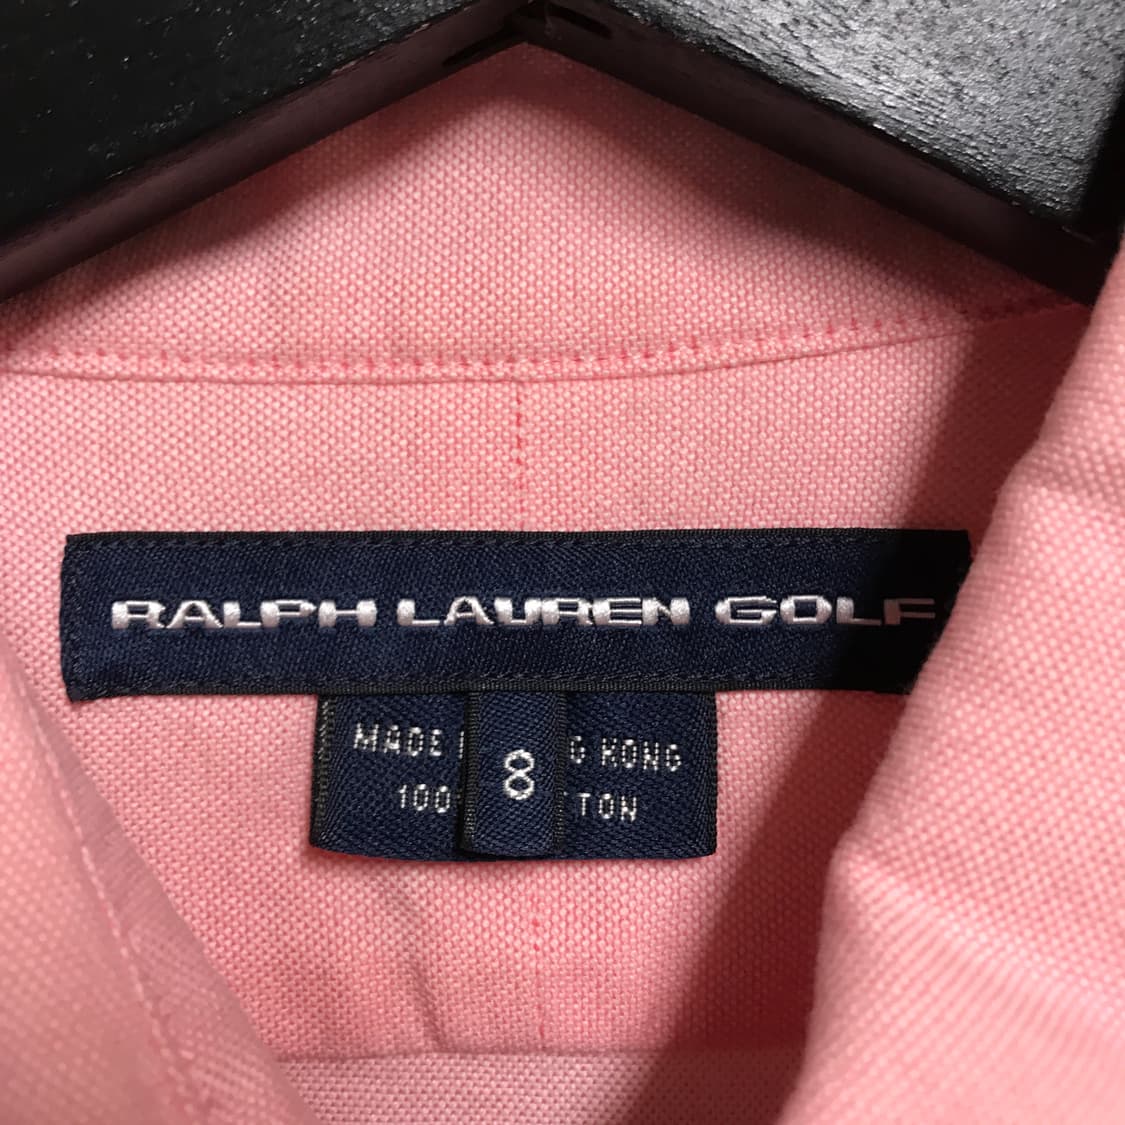 RALPH LAUREN GOLF
MADE G KONG
8
100 TTON